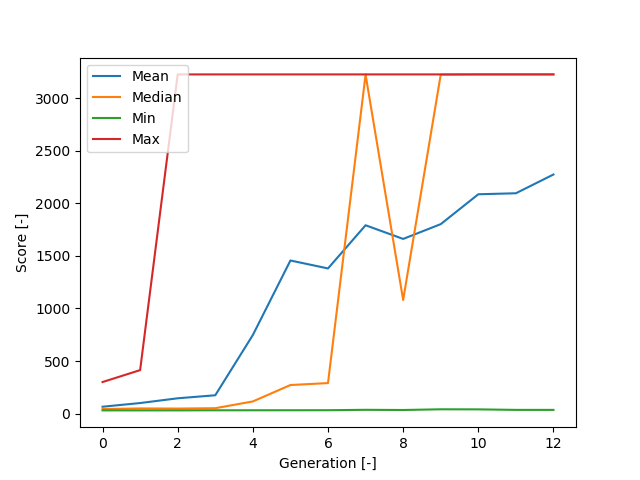 Mean
Median
Min
Max
3000
2500
2000
1500
1000
500
0
Score [-]
0 2 4 6 8 10 12
Generation [-]